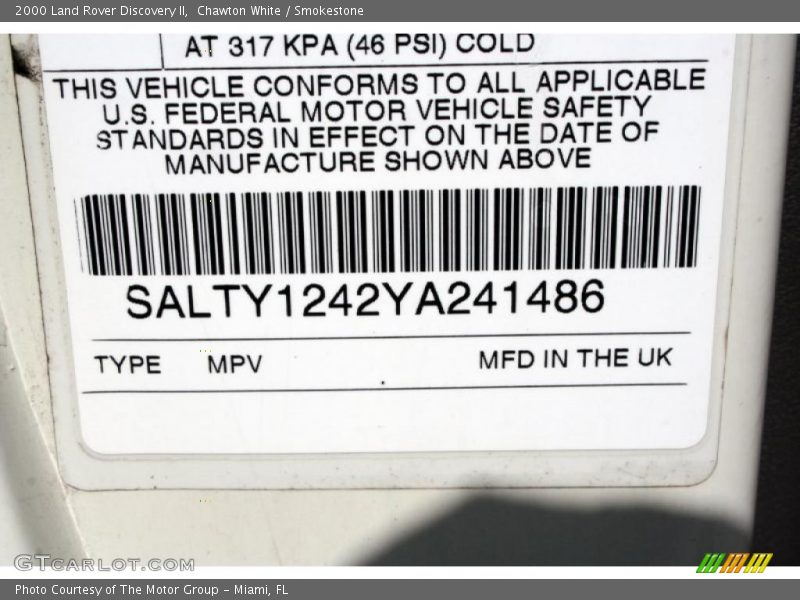 2000 Land Rover Discovery II, Chawton White / Smokestone
AT 317 KPA (46 PSI) COLD
THIS VEHICLE CONFORMS TO ALL APPLICABLE
U.S. FEDERAL MOTOR VEHICLE SAFETY
STANDARDS IN EFFECT ON THE DATE OF
MANUFACTURE SHOWN ABOVE
SALTY1242YA241486
TYPE MPV MFD IN THE UK
GTCARLOT.COM
Photo Courtesy of The Motor Group - Miami, FL